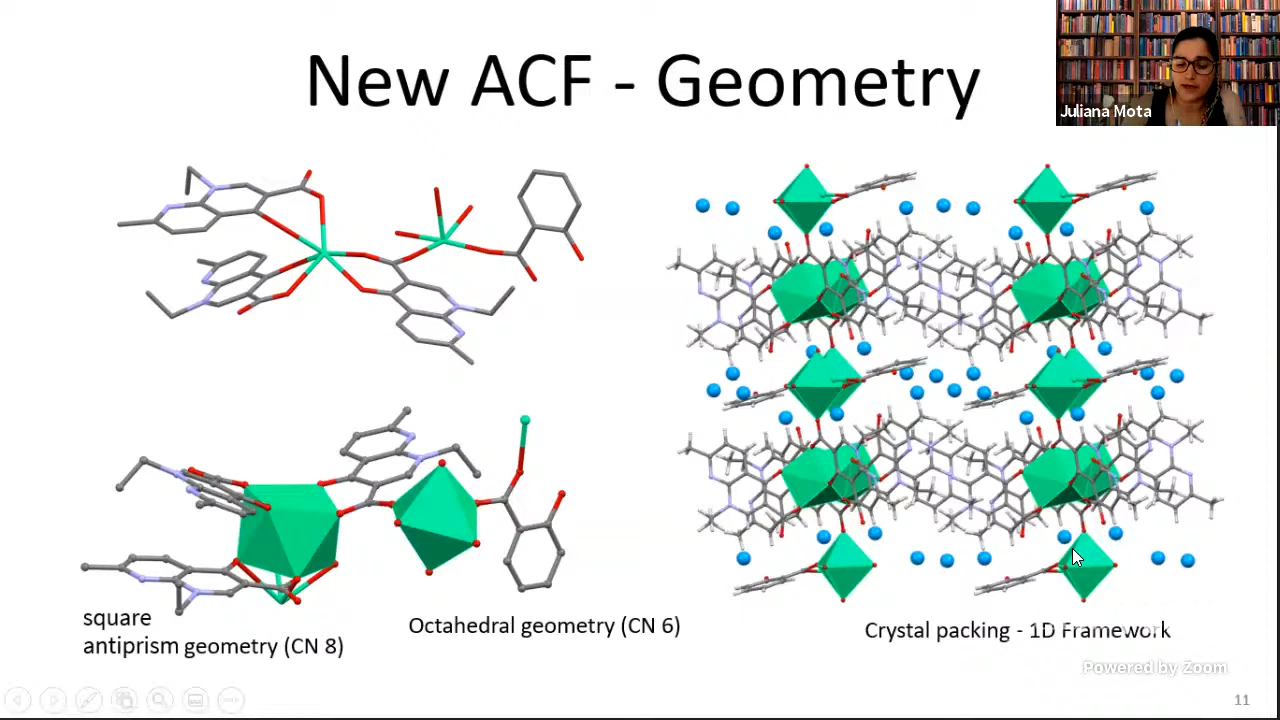 New ACF - Geometry
Juliana Mota
square
antiprism geometry (CN 8)
Octahedral geometry (CN 6)
Crystal packing - 1D Framework
Powered by Zoom
11